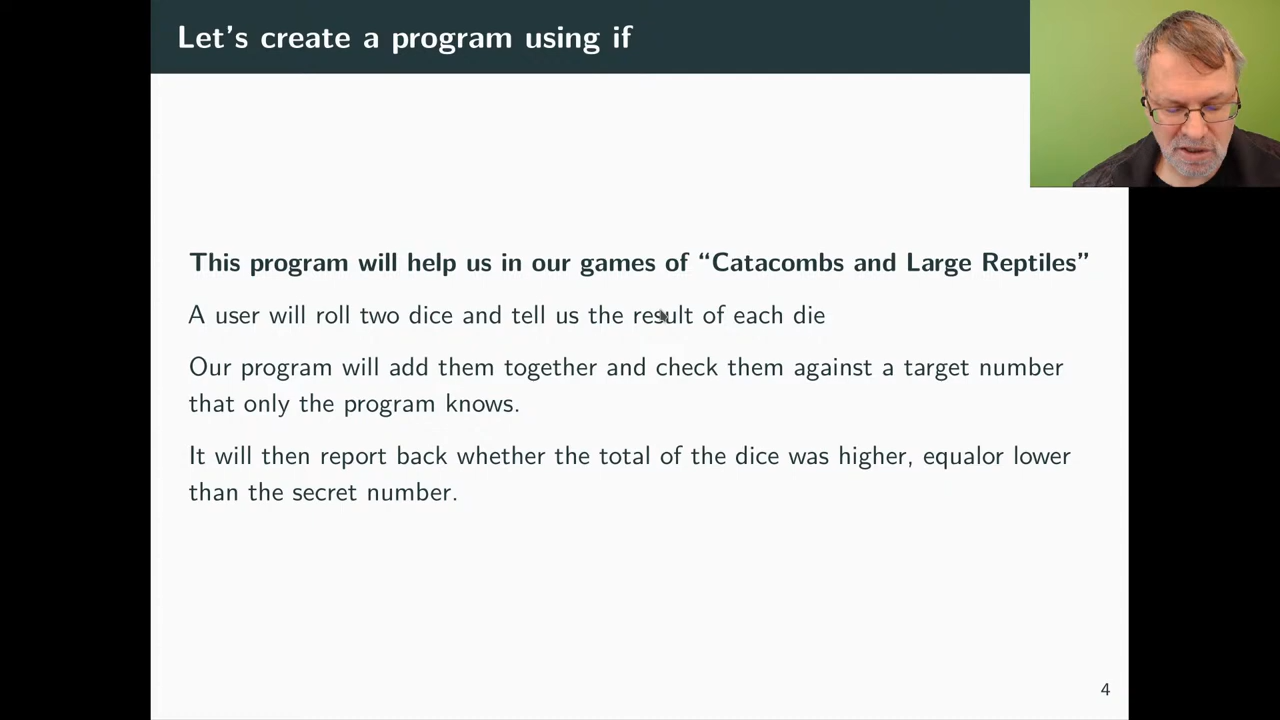 Let's create a program using if
This program will help us in our games of “Catacombs and Large Reptiles”
A user will roll two dice and tell us the result of each die
Our program will add them together and check them against a target number
that only the program knows.
It will then report back whether the total of the dice was higher, equalor lower
than the secret number.
4